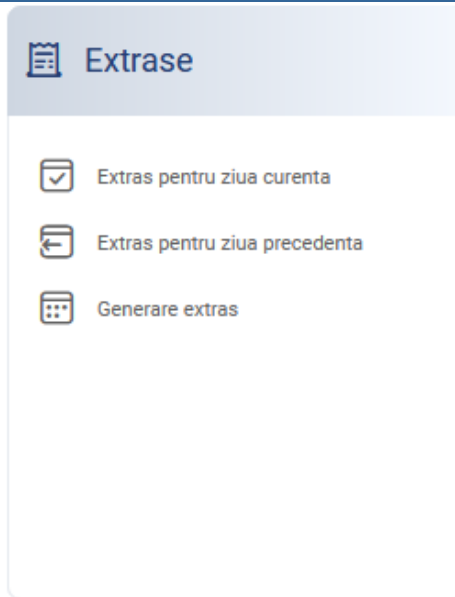 Extrase
Extras pentru ziua curenta
Extras pentru ziua precedenta
Generare extras